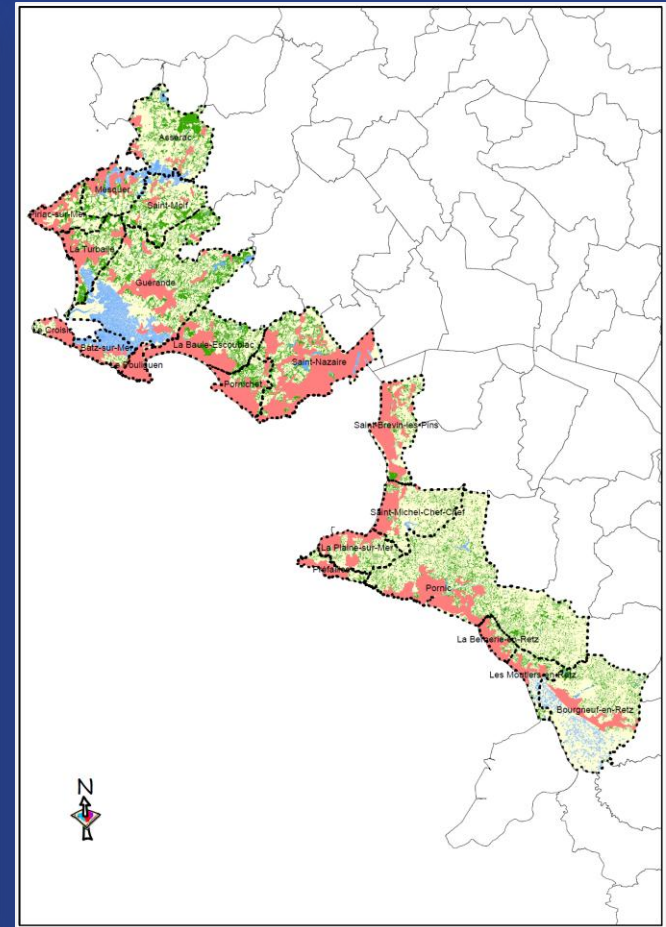 Assérac
Mesquer
Saint-Molf
Piriac-sur-Mer
La Turballe
Guérande
Le Croisic
Batz-sur-Mer
La Baule-Escoublac
Le Pouliguen
Saint-Nazaire
Pornichet
Saint-Brevin-les-Pins
Saint-Michel-Chef-Chef
La Plaine-sur-Mer
Préfailles
Pornic
La Bernerie-en-Retz
Les Moutiers-en-Retz
Bourgneuf-en-Retz
N